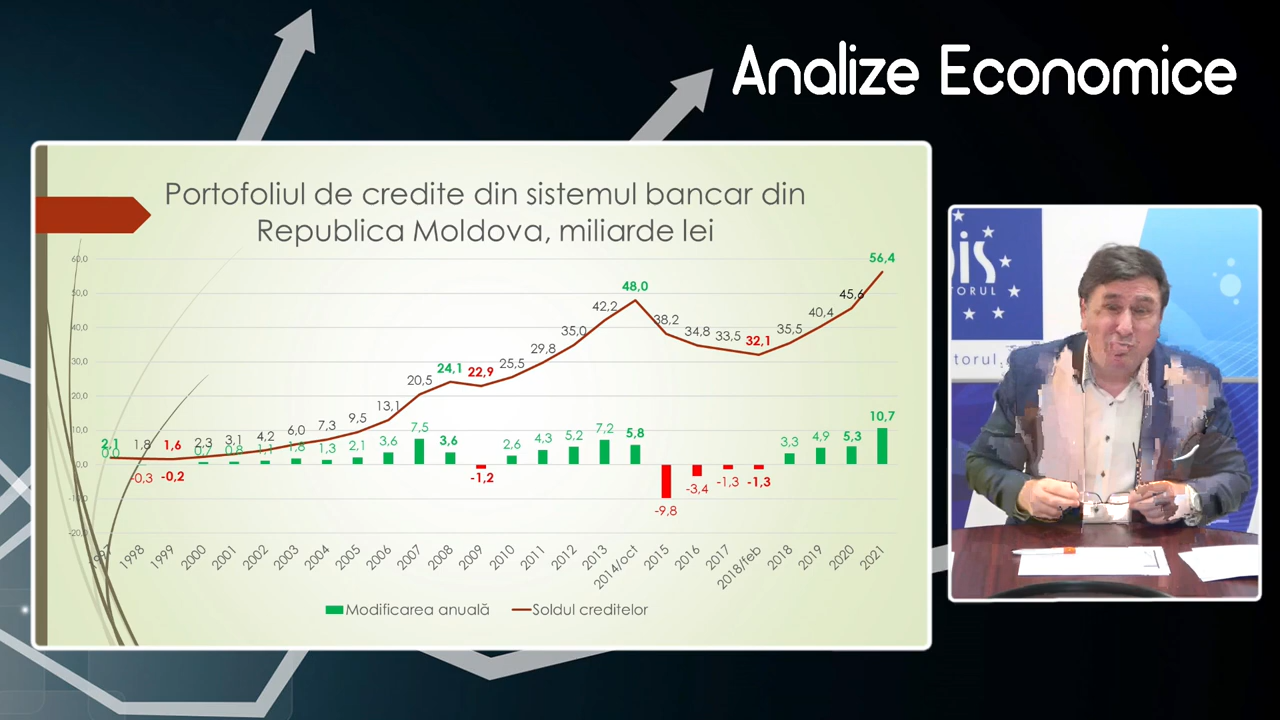 Analize Economice
Portofoliul de credite din sistemul bancar din
Republica Moldova, miliarde lei
60,0
50,0
40,0
30,0
20,0
10,0
0,0
-10,0
-20,0
2,1 1,8 1,6 2,3 3,1 4,2 6,0 7,3 9,5 13,1 20,5 24,1 22,9 25,5 29,8 35,0 42,2 48,0 38,2 34,8 33,5 32,1 35,5 40,4 45,6 56,4
0,0 -0,3 -0,2 0,7 0,8 1,1 1,8 1,3 2,1 3,6 7,5 3,6 -1,2 2,6 4,3 5,2 7,2 5,8 -9,8 -3,4 -1,3 -1,3 3,3 4,9 5,3 10,7
1997 1998 1999 2000 2001 2002 2003 2004 2005 2006 2007 2008 2009 2010 2011 2012 2013 2014/oct 2015 2016 2017 2018/feb 2018 2019 2020 2021
Modificarea anuală Soldul creditelor
IS
TORUL
torul.